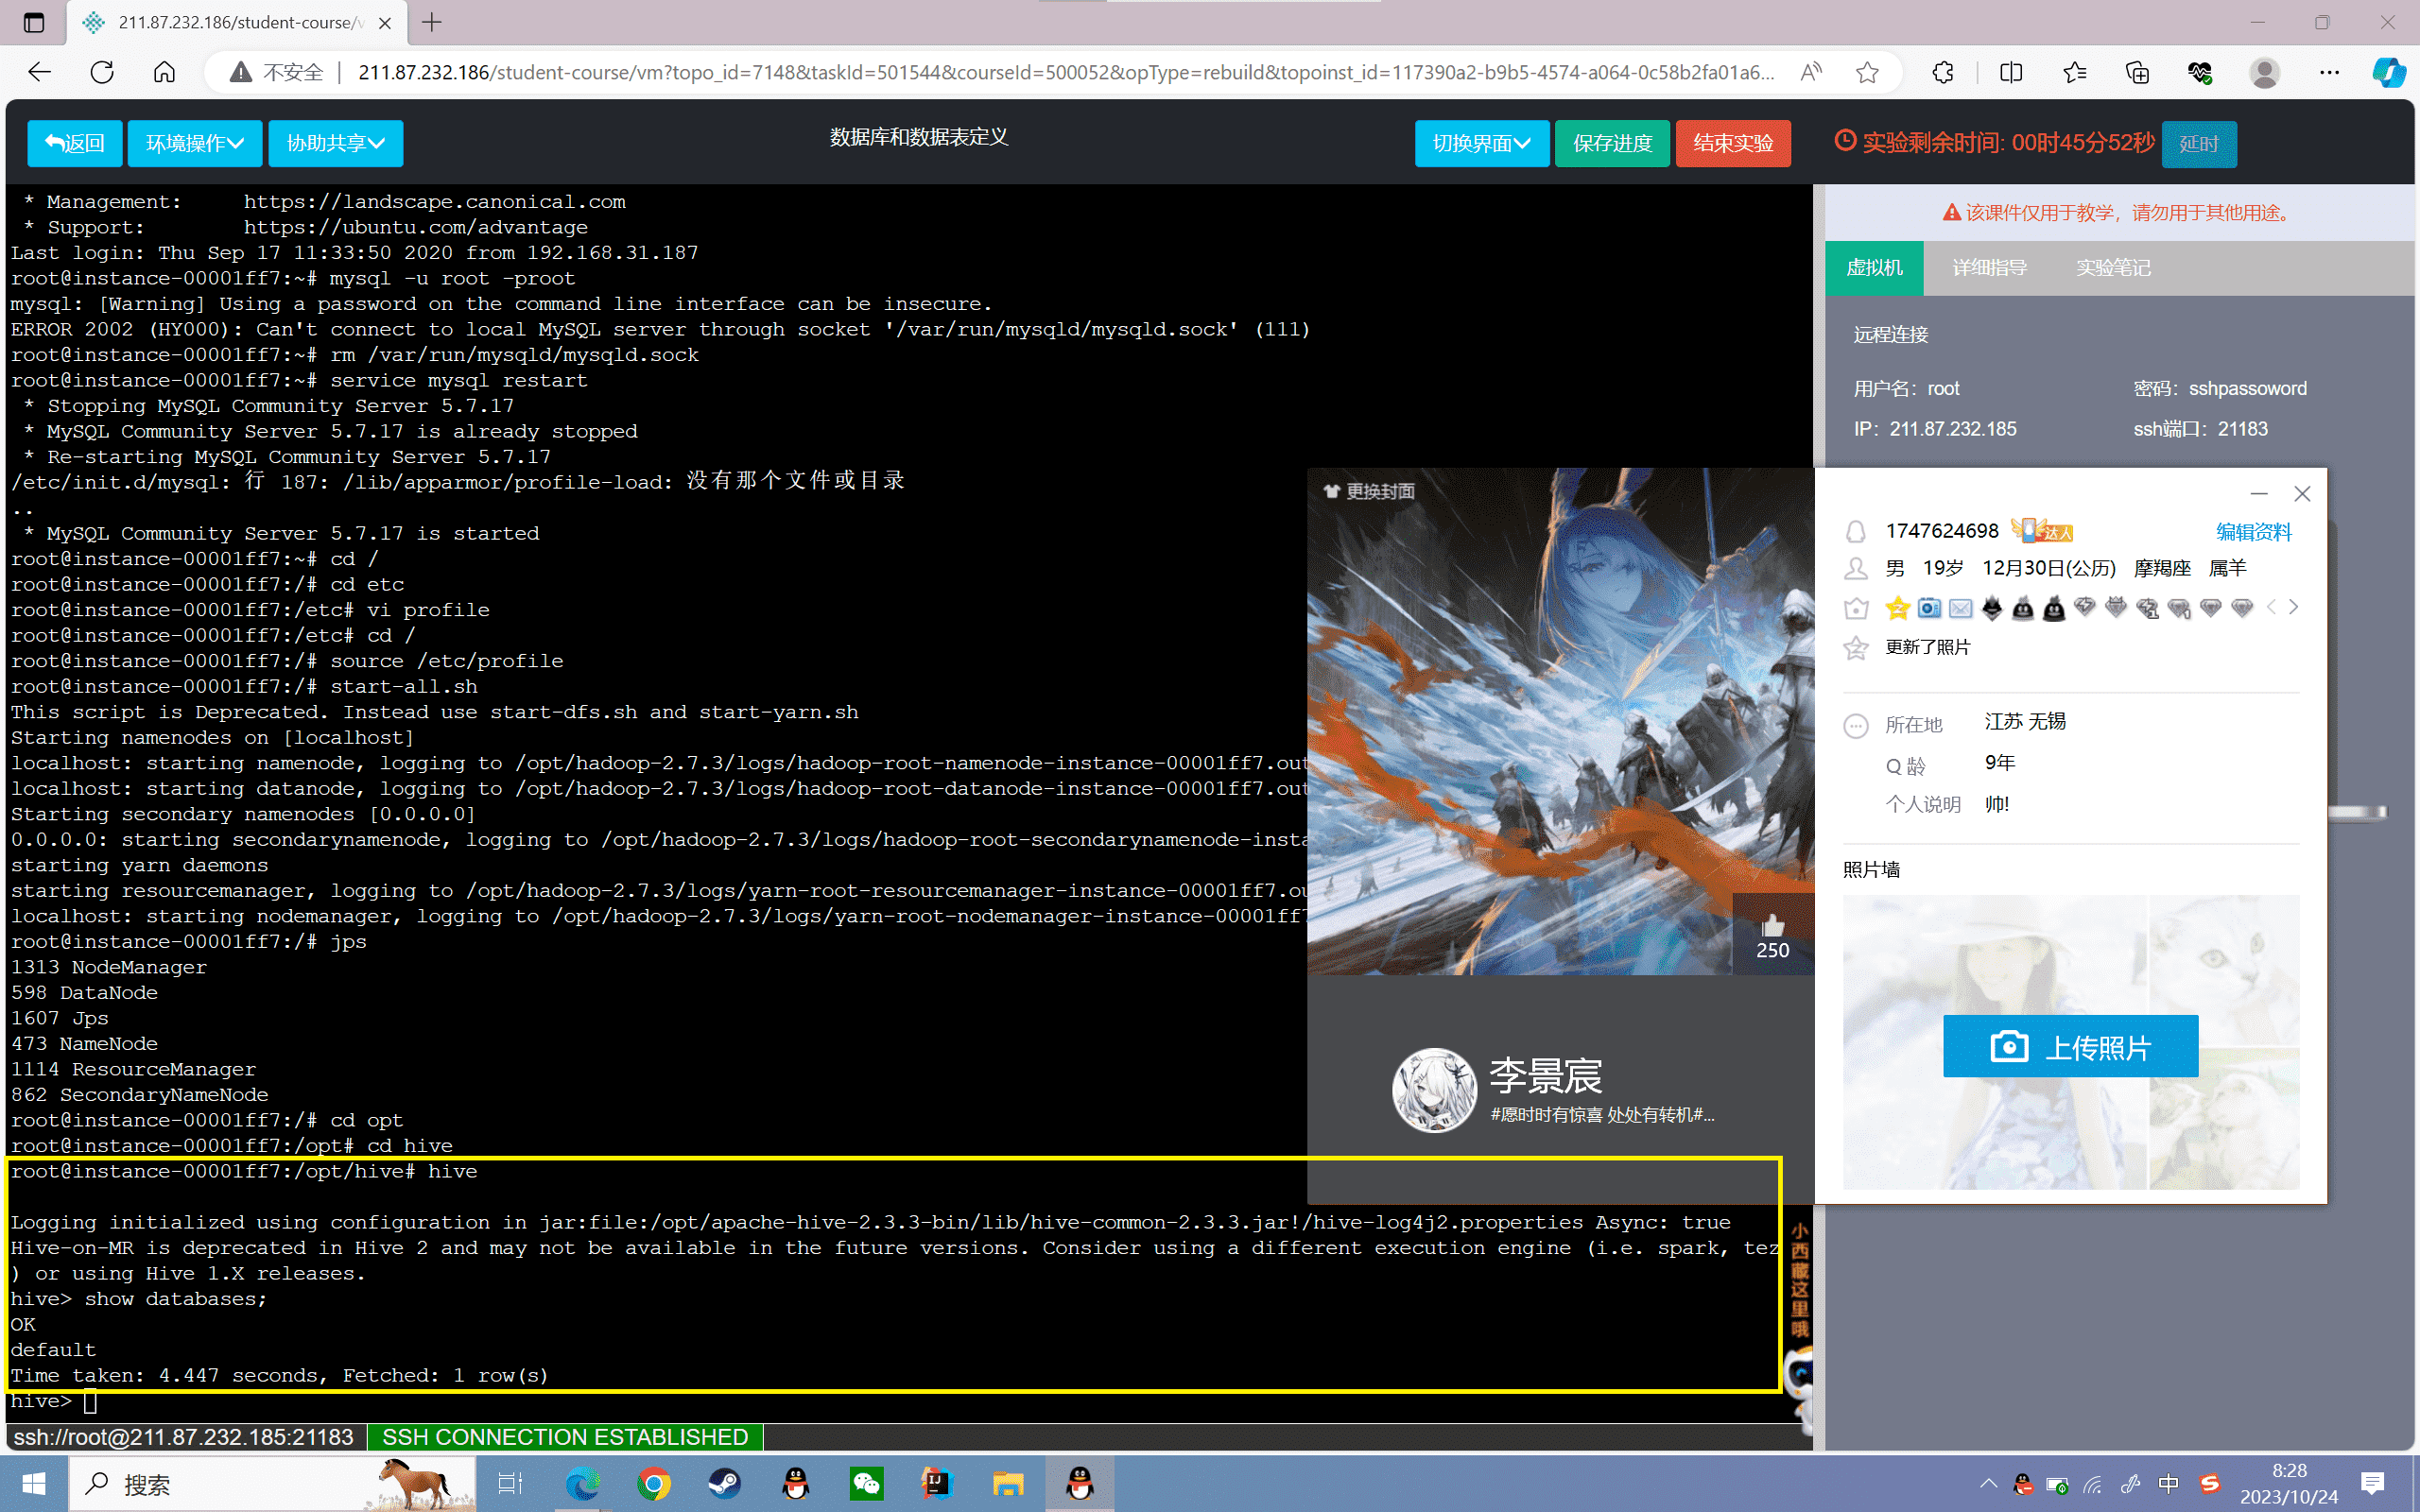 211.87.232.186/student-course/v
不安全 | 211.87.232.186/student-course/vm?topo_id=7148&taskId=501544&courseId=500052&opType=rebuild&topoinst_id=117390a2-b9b5-4574-a064-0c58b2fa01a6...
返回
环境操作
协助共享
数据库和数据表定义
切换界面
保存进度
结束实验
实验剩余时间: 00时45分52秒
延时
* Management:     https://landscape.canonical.com
* Support:        https://ubuntu.com/advantage
Last login: Thu Sep 17 11:33:50 2020 from 192.168.31.187
root@instance-00001ff7:~# mysql -u root -proot
mysql: [Warning] Using a password on the command line interface can be insecure.
ERROR 2002 (HY000): Can't connect to local MySQL server through socket '/var/run/mysqld/mysqld.sock' (111)
root@instance-00001ff7:~# rm /var/run/mysqld/mysqld.sock
root@instance-00001ff7:~# service mysql restart
* Stopping MySQL Community Server 5.7.17
* MySQL Community Server 5.7.17 is already stopped
* Re-starting MySQL Community Server 5.7.17
/etc/init.d/mysql: 行 187: /lib/apparmor/profile-load: 没有那个文件或目录
..
* MySQL Community Server 5.7.17 is started
root@instance-00001ff7:~# cd /
root@instance-00001ff7:/# cd etc
root@instance-00001ff7:/etc# vi profile
root@instance-00001ff7:/etc# cd /
root@instance-00001ff7:/# source /etc/profile
root@instance-00001ff7:/# start-all.sh
This script is Deprecated. Instead use start-dfs.sh and start-yarn.sh
Starting namenodes on [localhost]
localhost: starting namenode, logging to /opt/hadoop-2.7.3/logs/hadoop-root-namenode-instance-00001ff7.out
localhost: starting datanode, logging to /opt/hadoop-2.7.3/logs/hadoop-root-datanode-instance-00001ff7.out
Starting secondary namenodes [0.0.0.0]
0.0.0.0: starting secondarynamenode, logging to /opt/hadoop-2.7.3/logs/hadoop-root-secondarynamenode-insta
starting yarn daemons
starting resourcemanager, logging to /opt/hadoop-2.7.3/logs/yarn-root-resourcemanager-instance-00001ff7.ou
localhost: starting nodemanager, logging to /opt/hadoop-2.7.3/logs/yarn-root-nodemanager-instance-00001ff7
root@instance-00001ff7:/# jps
1313 NodeManager
598 DataNode
1607 Jps
473 NameNode
1114 ResourceManager
862 SecondaryNameNode
root@instance-00001ff7:/# cd opt
root@instance-00001ff7:/opt# cd hive
root@instance-00001ff7:/opt/hive# hive
Logging initialized using configuration in jar:file:/opt/apache-hive-2.3.3-bin/lib/hive-common-2.3.3.jar!/hive-log4j2.properties Async: true
Hive-on-MR is deprecated in Hive 2 and may not be available in the future versions. Consider using a different execution engine (i.e. spark, tez
) or using Hive 1.X releases.
hive> show databases;
OK
default
Time taken: 4.447 seconds, Fetched: 1 row(s)
hive>
ssh://root@211.87.232.185:21183
SSH CONNECTION ESTABLISHED
该课件仅用于教学，请勿用于其他用途。
虚拟机
详细指导
实验笔记
远程连接
用户名：root
密码：sshpassoword
IP：211.87.232.185
ssh端口：21183
更换封面
250
李景宸
#愿时时有惊喜 处处有转机#...
1747624698
达人
编辑资料
男 19岁 12月30日(公历) 摩羯座 属羊
更新了照片
所在地 江苏 无锡
Q 龄 9年
个人说明 帅!
照片墙
上传照片
小西藏这里哦
搜索
中
8:28
2023/10/24